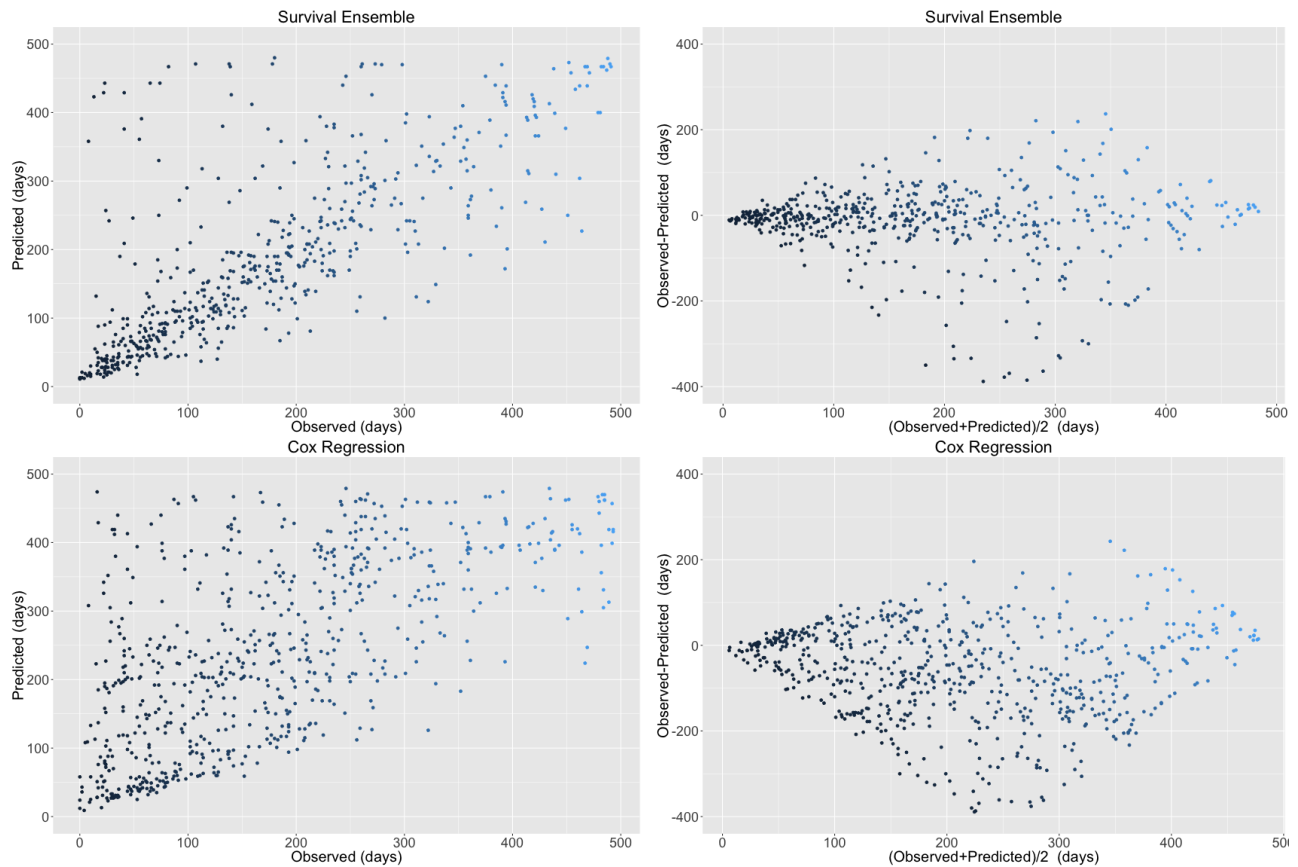 Survival Ensemble
500
400
300
200
100
0
Predicted (days)
0 100 200 300 400 500
Observed (days)
Survival Ensemble
400
200
0
-200
-400
Observed-Predicted (days)
0 100 200 300 400 500
(Observed+Predicted)/2 (days)
Cox Regression
500
400
300
200
100
0
Predicted (days)
0 100 200 300 400 500
Observed (days)
Cox Regression
400
200
0
-200
-400
Observed-Predicted (days)
0 100 200 300 400 50
(Observed+Predicted)/2 (days)